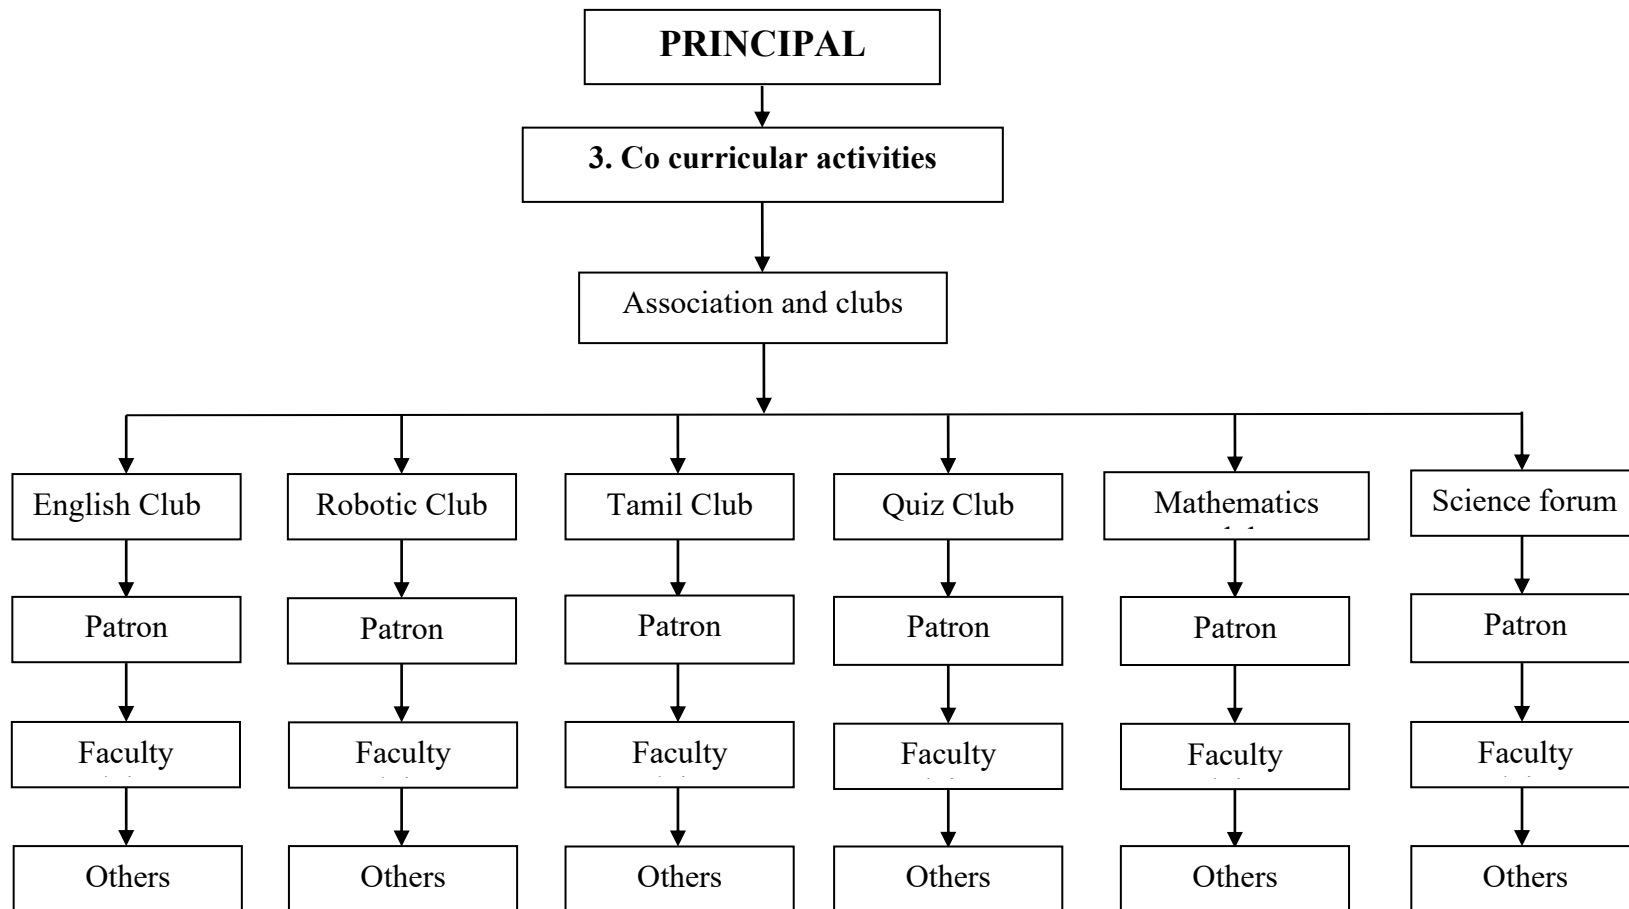 PRINCIPAL
3. Co curricular activities
Association and clubs
English Club
Robotic Club
Tamil Club
Quiz Club
Mathematics
Science forum
Patron
Patron
Patron
Patron
Patron
Patron
Faculty
Faculty
Faculty
Faculty
Faculty
Faculty
Others
Others
Others
Others
Others
Others